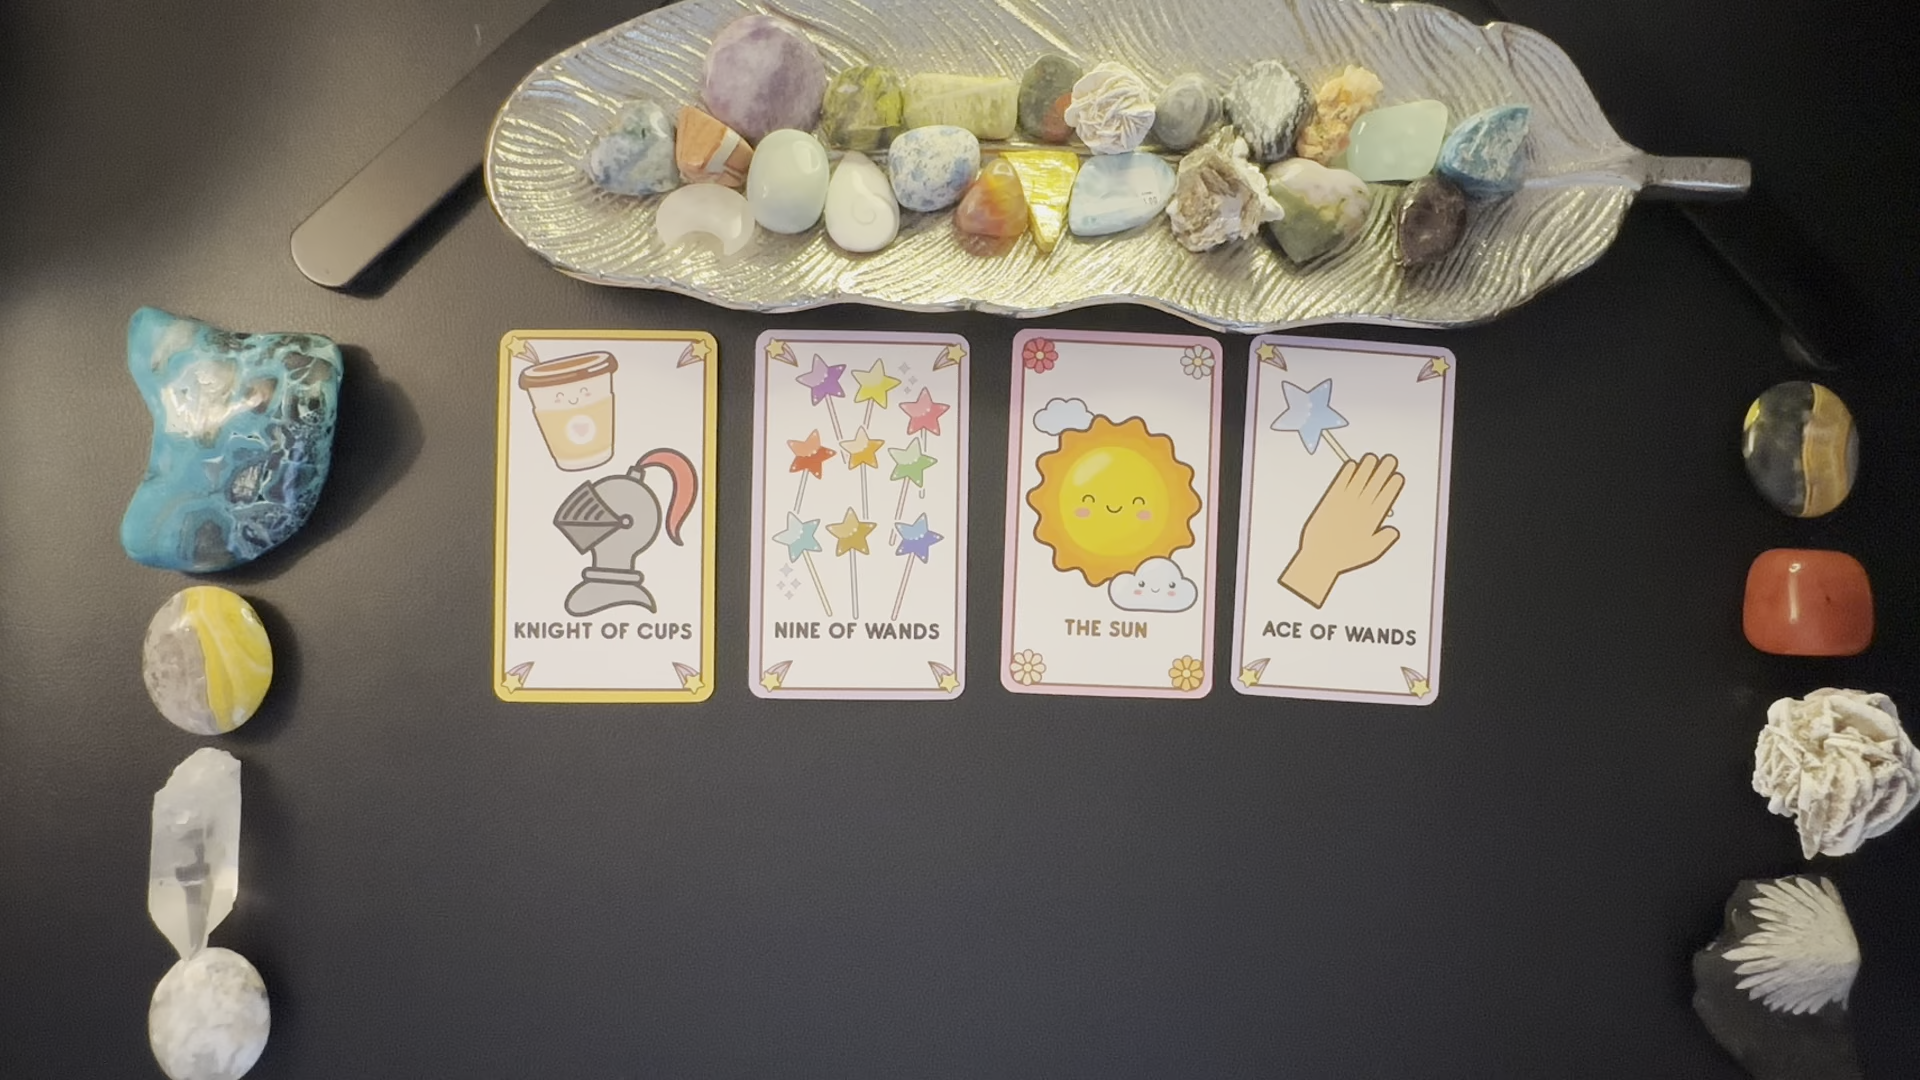 KNIGHT OF CUPS
NINE OF WANDS
THE SUN
ACE OF WANDS